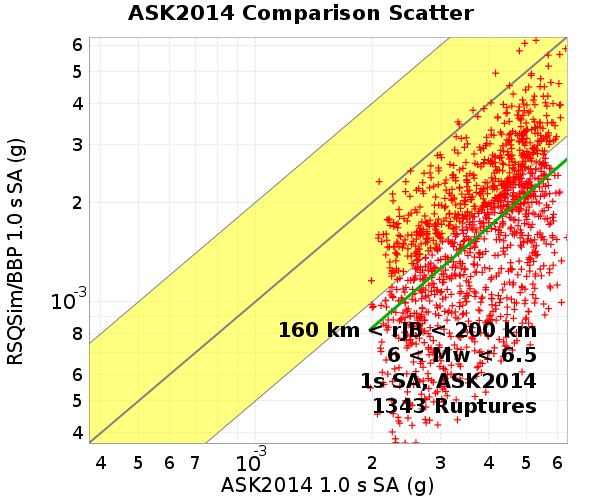 ASK2014 Comparison Scatter
RSQSim/BBP 1.0 s SA (g)
6
5
4
3
2
10-3
8
6
5
4
160 km < rJB < 200 km
6 < Mw < 6.5
1s SA, ASK2014
1343 Ruptures
4 5 6 7 10-3 2 3 4 5 6
ASK2014 1.0 s SA (g)